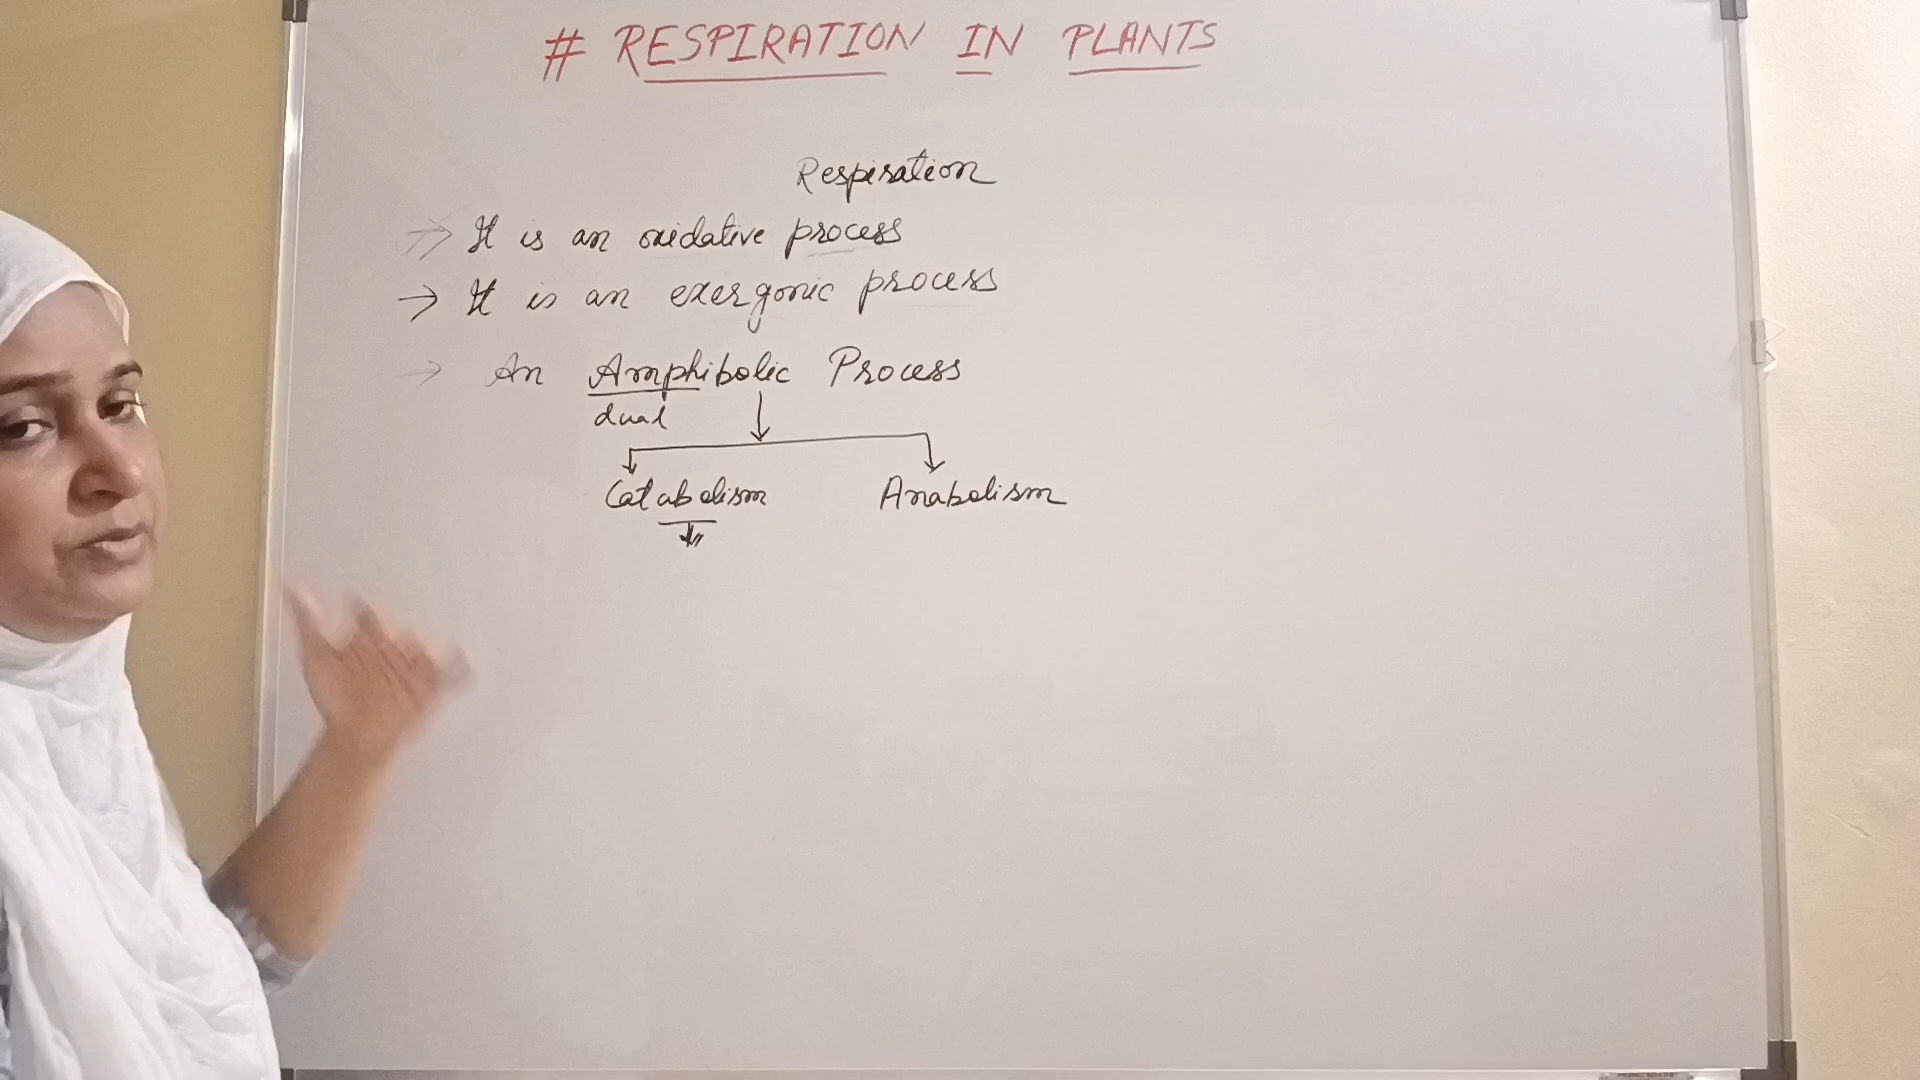 # RESPIRATION IN PLANTS
Respiration
→ It is an oxidative process
→ It is an exergonic process
→ An Amphibolic Process
dual
Catabolism Anabolism